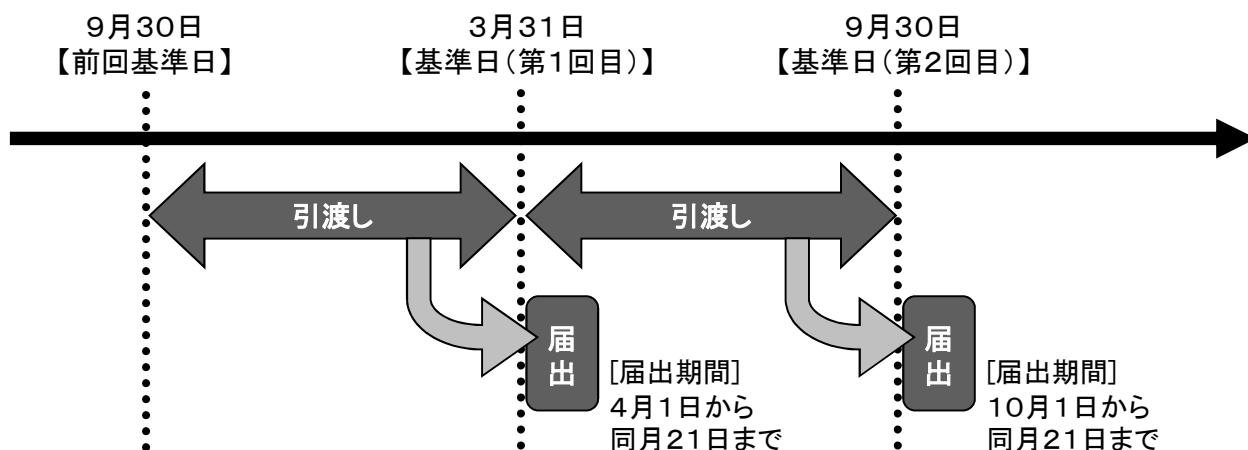 9月30日
【前回基準日】
3月31日
【基準日(第1回目)】
9月30日
【基準日(第2回目)】
引渡し
引渡し
届出
[届出期間]
4月1日から
同月21日まで
届出
[届出期間]
10月1日から
同月21日まで